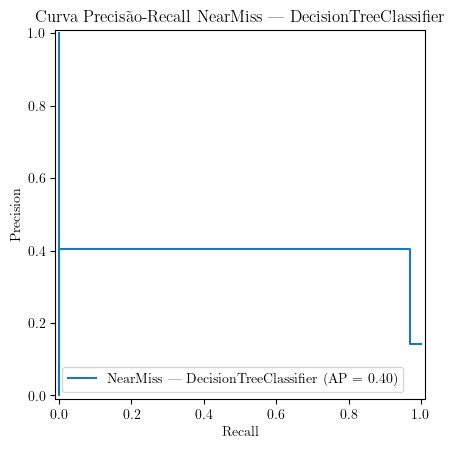 Curva Precisão-Recall NearMiss — DecisionTreeClassifier
1.0
0.8
0.6
0.4
0.2
0.0
Precision
NearMiss — DecisionTreeClassifier (AP = 0.40)
0.0 0.2 0.4 0.6 0.8 1.0
Recall